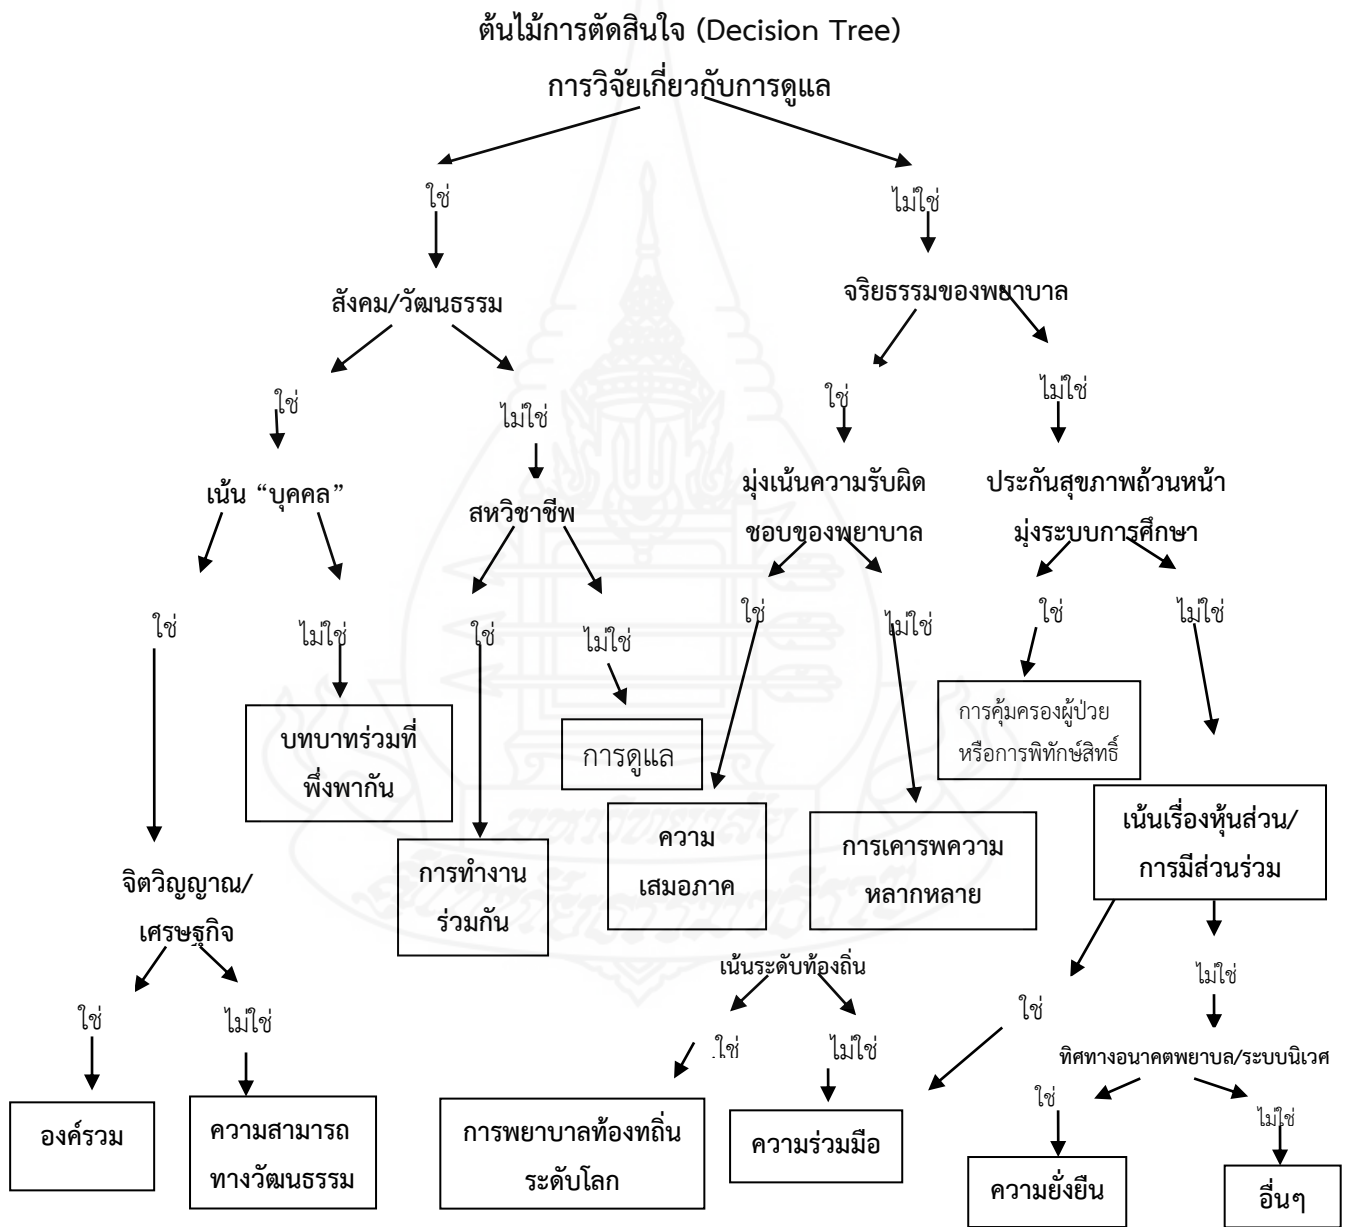 ต้นไม้การตัดสินใจ (Decision Tree)
การวิจัยเกี่ยวกับการดูแล
ใช่
ไม่ใช่
สังคม/วัฒนธรรม
จริยธรรมของพยาบาล
ใช่
ไม่ใช่
ใช่
ไม่ใช่
เน้น “บุคคล”
สหวิชาชีพ
มุ่งเน้นความรับผิด
ชอบของพยาบาล
ประกันสุขภาพถ้วนหน้า
มุ่งระบบการศึกษา
ใช่
ไม่ใช่
ใช่
ไม่ใช่
ใช่
ไม่ใช่
ใช่
ไม่ใช่
บทบาทร่วมที่
พึ่งพากัน
การดูแล
การคุ้มครองผู้ป่วย
หรือการพิทักษ์สิทธิ์
จิตวิญญาณ/
เศรษฐกิจ
การทำงาน
ร่วมกัน
ความ
เสมอภาค
การเคารพความ
หลากหลาย
เน้นเรื่องหุ้นส่วน/
การมีส่วนร่วม
เน้นระดับท้องถิ่น
ใช่
ไม่ใช่
.ใช่
ไม่ใช่
ใช่
ไม่ใช่
ทิศทางอนาคตพยาบล/ระบบนิเวศ
ใช่
ไม่ใช่
องค์รวม
ความสามารถ
ทางวัฒนธรรม
การพยาบาลท้องทถิ่น
ระดับโลก
ความร่วมมือ
ความยั่งยืน
อื่นๆ